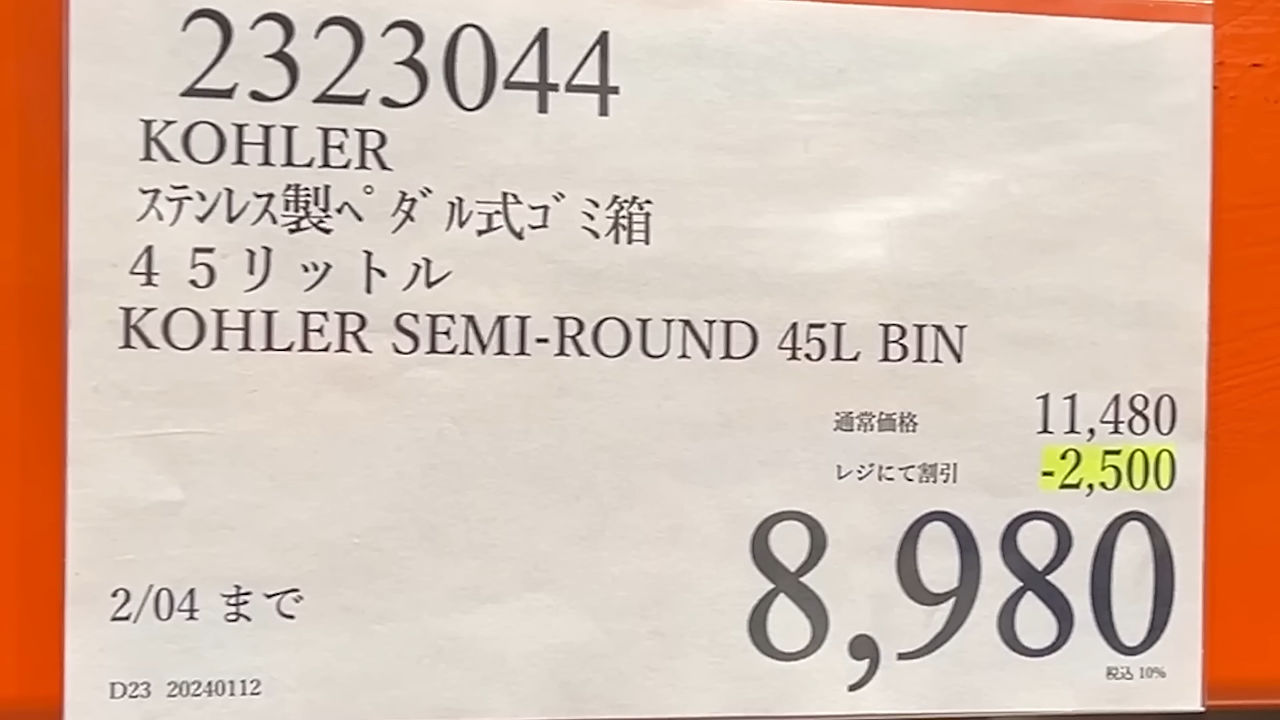 2323044
KOHLER
ｽﾃﾝﾚｽ製ﾍﾟﾀﾞﾙ式ｺﾞﾐ箱
４５リットル
KOHLER SEMI-ROUND 45L BIN
通常価格 11,480
レジにて割引 -2,500
8,980
税込 10%
2/04 まで
D23 20240112